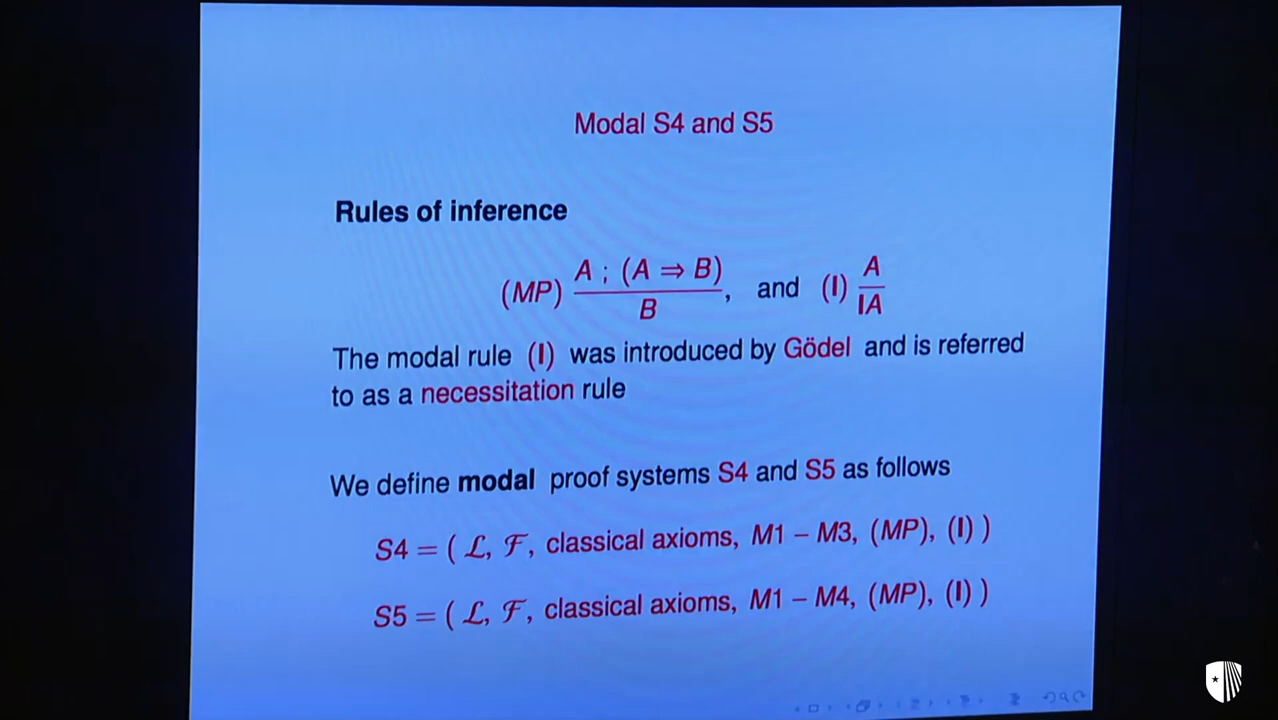 Modal S4 and S5
Rules of inference
(MP) A ; (A ⇒ B) / B , and (I) A / IA
The modal rule (I) was introduced by Gödel and is referred
to as a necessitation rule
We define modal proof systems S4 and S5 as follows
S4 = ( ℒ, ℱ, classical axioms, M1 − M3, (MP), (I) )
S5 = ( ℒ, ℱ, classical axioms, M1 − M4, (MP), (I) )